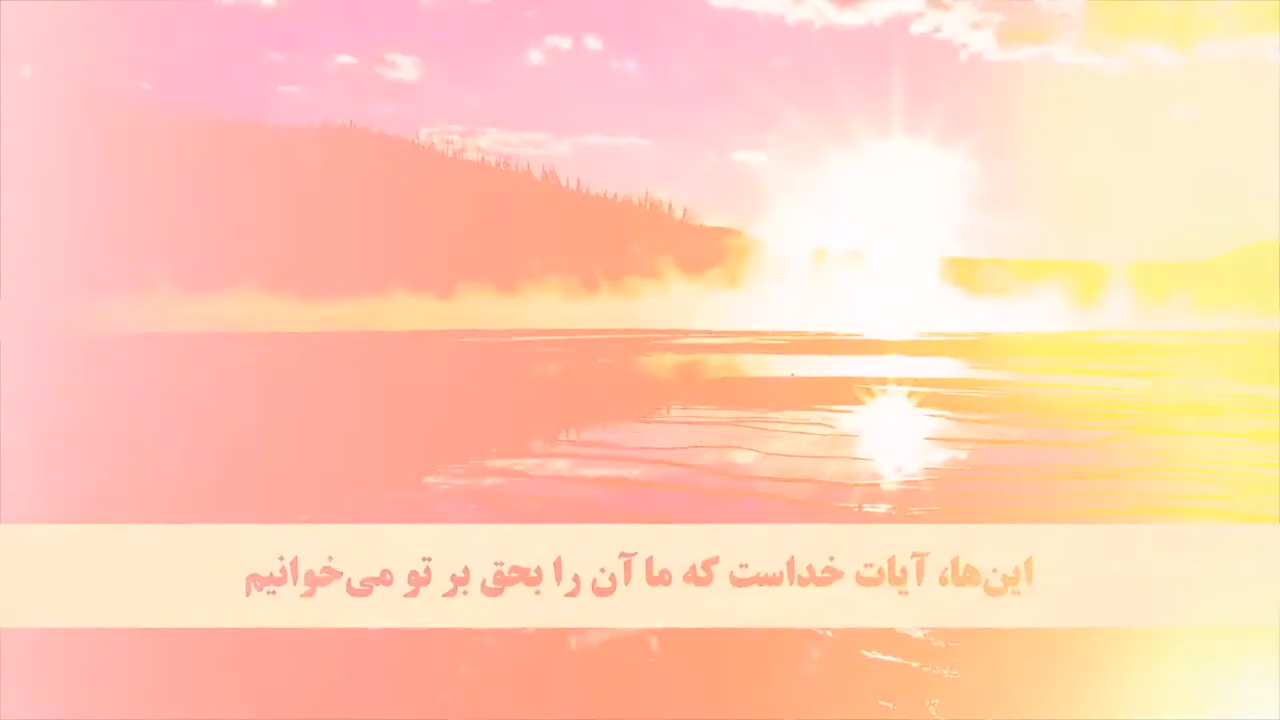 این‌ها، آیات خداست که ما آن را بحق بر تو می‌خوانیم